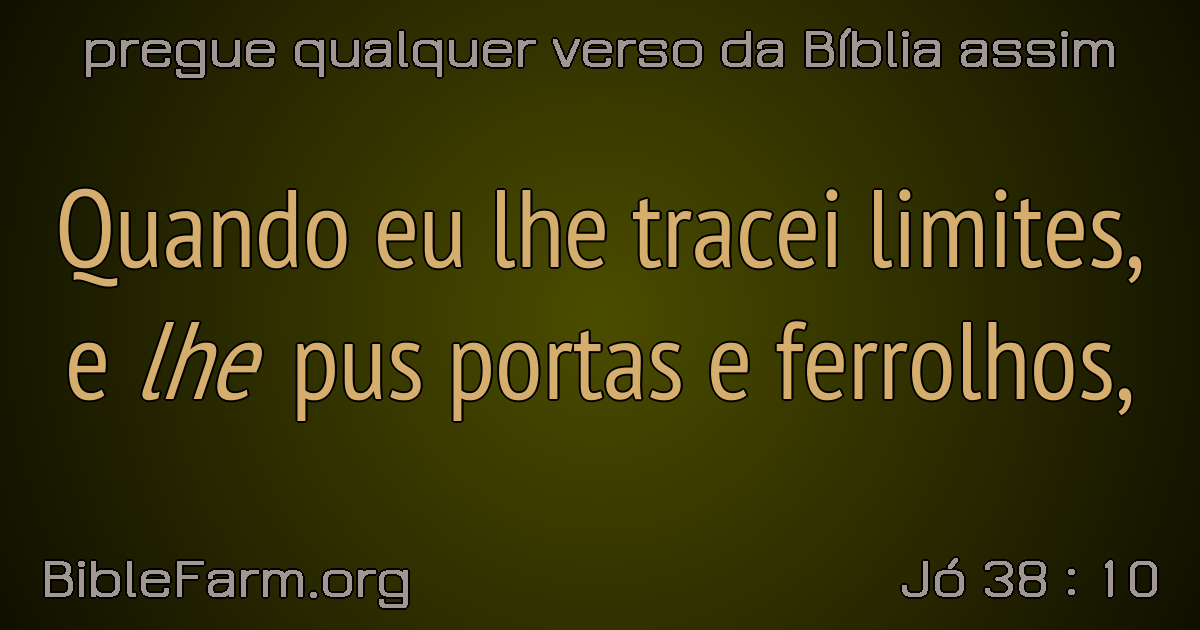 pregue qualquer verso da Bíblia assim
Quando eu lhe tracei limites,
e lhe pus portas e ferrolhos,
BibleFarm.org
Jó 38 : 10